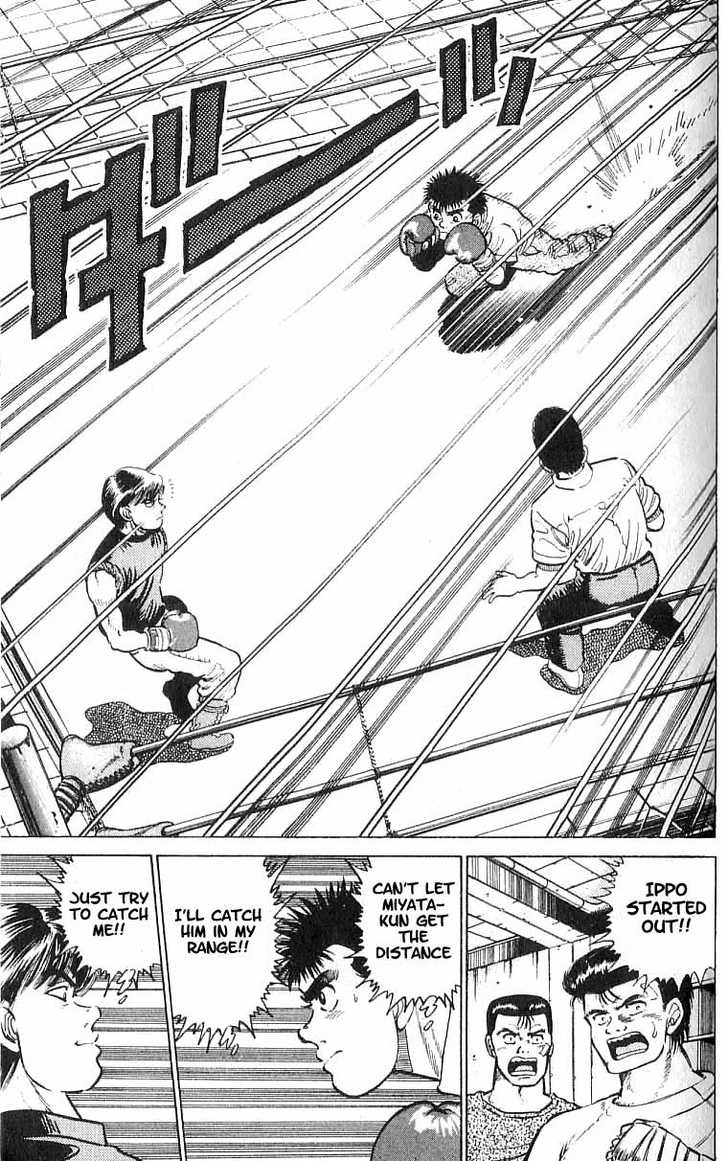 ダーッ
IPPO
STARTED
OUT!!
CAN'T LET
MIYATA-
KUN GET
THE
DISTANCE
I'LL CATCH
HIM IN MY
RANGE!!
JUST TRY
TO CATCH
ME!!